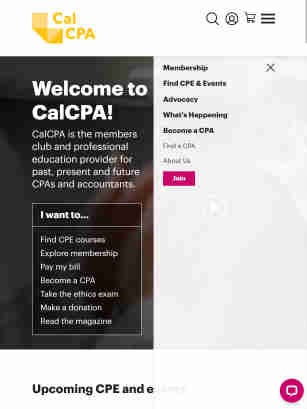 Cal
CPA
Membership
Find CPE & Events
Advocacy
What's Happening
Become a CPA
Find a CPA
About Us
Join
Welcome to
CalCPA!
CalCPA is the members
club and professional
education provider for
past, present and future
CPAs and accountants.
I want to...
Find CPE courses
Explore membership
Pay my bill
Become a CPA
Take the ethics exam
Make a donation
Read the magazine
Upcoming CPE and events